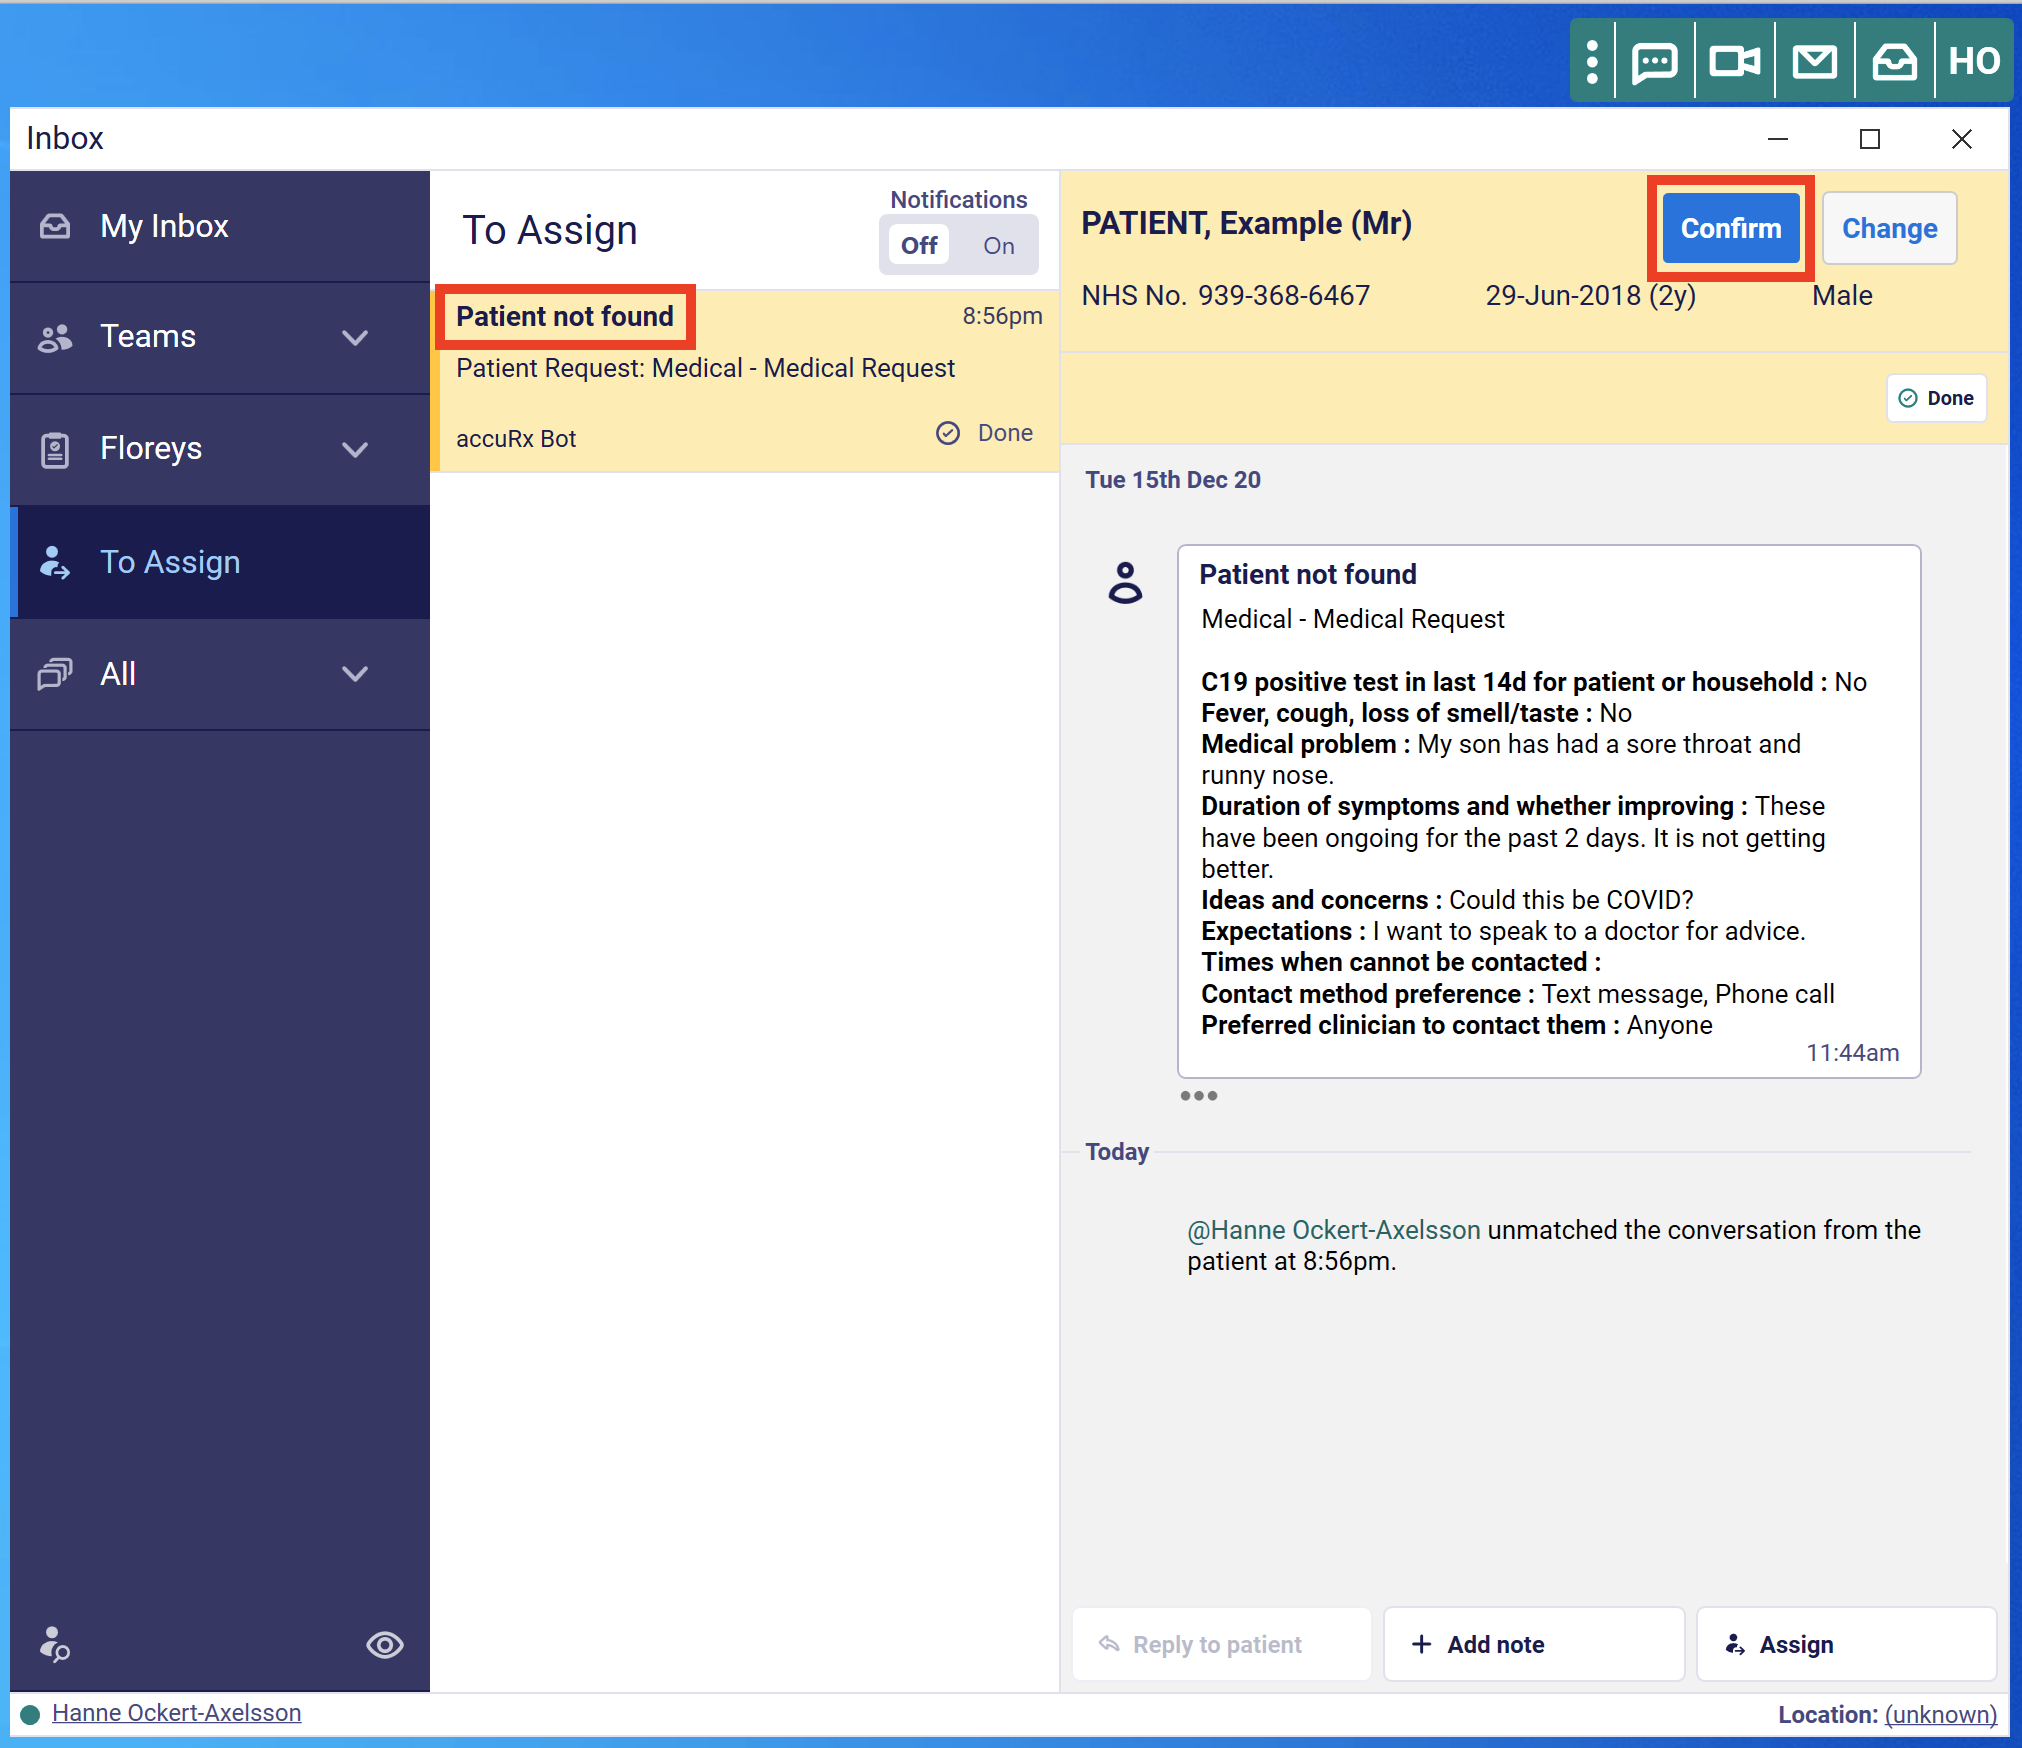 HO
Inbox
My Inbox
Teams
Floreys
To Assign
All
To Assign
Notifications
Off On
Patient not found 8:56pm
Patient Request: Medical - Medical Request
accuRx Bot Done
PATIENT, Example (Mr)
Confirm
Change
NHS No. 939-368-6467 29-Jun-2018 (2y) Male
Done
Tue 15th Dec 20
Patient not found
Medical - Medical Request
C19 positive test in last 14d for patient or household : No
Fever, cough, loss of smell/taste : No
Medical problem : My son has had a sore throat and
runny nose.
Duration of symptoms and whether improving : These
have been ongoing for the past 2 days. It is not getting
better.
Ideas and concerns : Could this be COVID?
Expectations : I want to speak to a doctor for advice.
Times when cannot be contacted :
Contact method preference : Text message, Phone call
Preferred clinician to contact them : Anyone
11:44am
Today
@Hanne Ockert-Axelsson unmatched the conversation from the
patient at 8:56pm.
Reply to patient
Add note
Assign
Hanne Ockert-Axelsson
Location: (unknown)